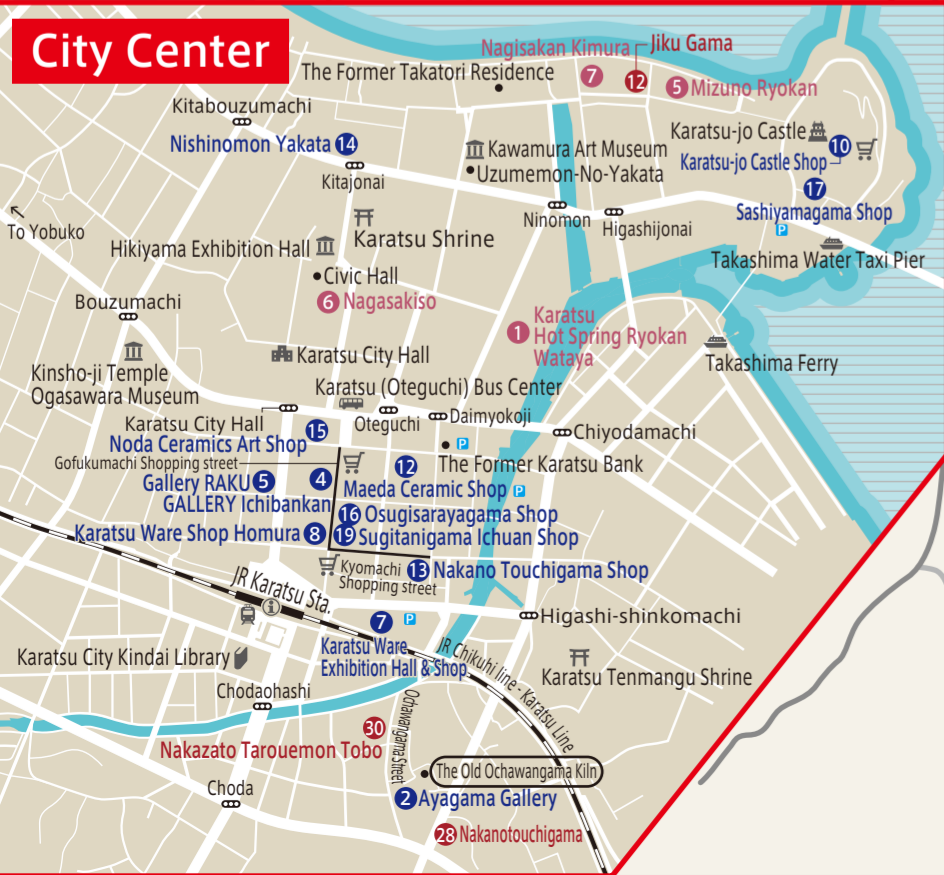 City Center
Nagisakan Kimura
Jiku Gama
The Former Takatori Residence
7
12
5 Mizuno Ryokan
Kitabouzumachi
Nishinomon Yakata 14
Kitajonai
Kawamura Art Museum
Uzumemon-No-Yakata
Karatsu-jo Castle
Karatsu-jo Castle Shop
10
17
Sashiyamagama Shop
P
Ninomon
Higashijonai
To Yobuko
Karatsu Shrine
Hikiyama Exhibition Hall
Takashima Water Taxi Pier
Civic Hall
6 Nagasakiso
Bouzumachi
1
Karatsu
Hot Spring Ryokan
Wataya
Kinsho-ji Temple
Ogasawara Museum
Karatsu City Hall
Takashima Ferry
Karatsu (Oteguchi) Bus Center
Karatsu City Hall
Oteguchi
Daimyokoji
15
Noda Ceramics Art Shop
P
Chiyodamachi
Gofukumachi Shopping street
The Former Karatsu Bank
Gallery RAKU 5
4
GALLERY Ichibankan
12
Maeda Ceramic Shop P
16 Osugisarayagama Shop
Karatsu Ware Shop Homura 8
19 Sugitanigama Ichuan Shop
Kyomachi
Shopping street
13 Nakano Touchigama Shop
JR Karatsu Sta.
i
7
P
Higashi-shinkomachi
Karatsu Ware
Exhibition Hall & Shop
JR Chikuhi line - Karatsu Line
Karatsu City Kindai Library
Karatsu Tenmangu Shrine
Chodaohashi
30
Nakazato Tarouemon Tobo
Ochawangama Street
The Old Ochawangama Kiln
Choda
2 Ayagama Gallery
28 Nakanotouchigama